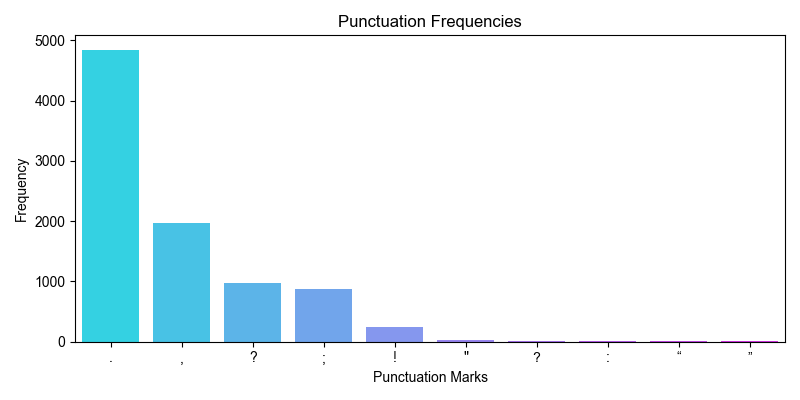 Punctuation Frequencies
5000
4000
3000
2000
1000
0
Frequency
. , ? ; ! " ? : “ ”
Punctuation Marks